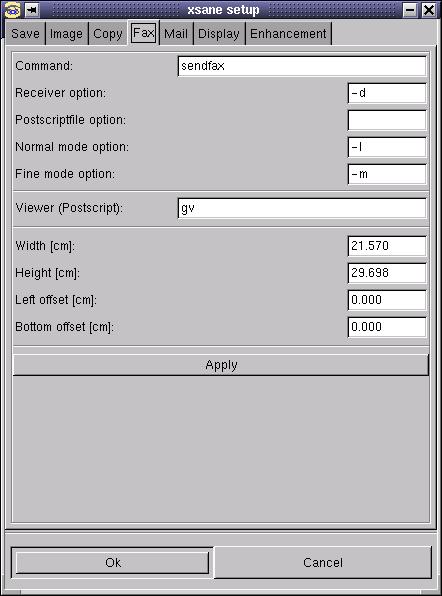 xsane setup
Save Image Copy Fax Mail Display Enhancement
Command: sendfax
Receiver option: -d
Postscriptfile option:
Normal mode option: -l
Fine mode option: -m
Viewer (Postscript): gv
Width [cm]: 21.570
Height [cm]: 29.698
Left offset [cm]: 0.000
Bottom offset [cm]: 0.000
Apply
Ok Cancel